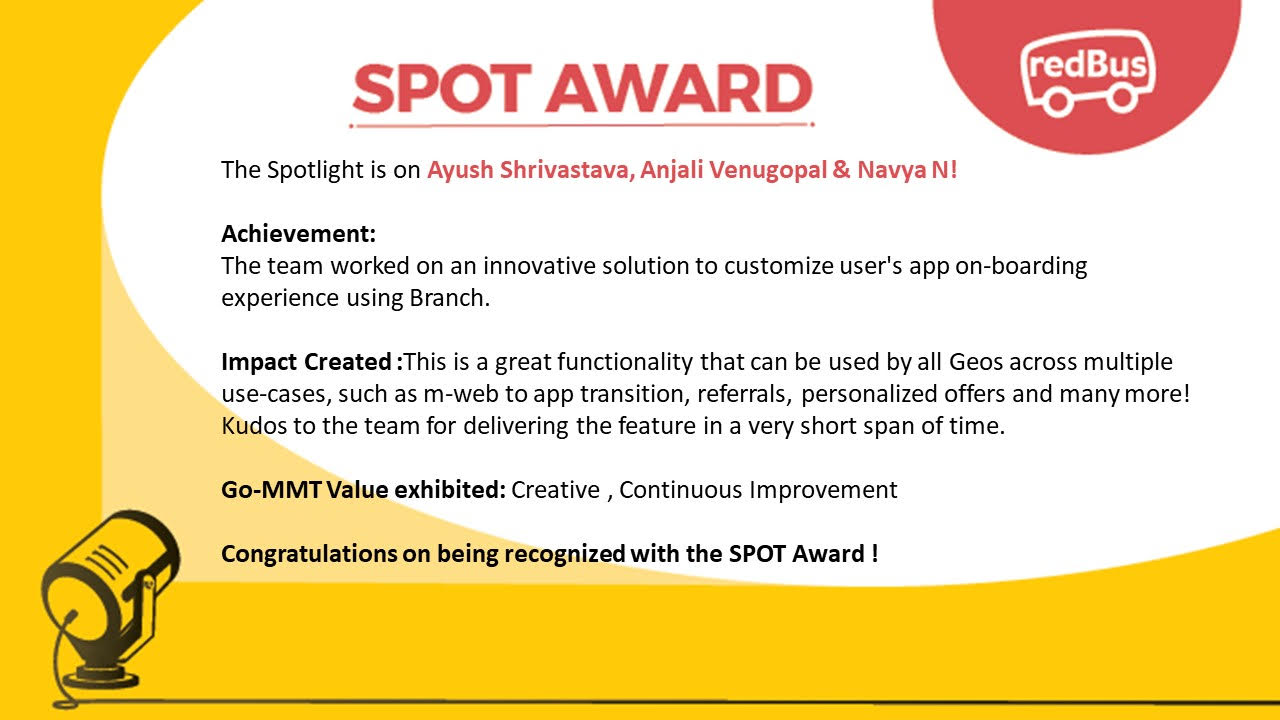 SPOT AWARD
redBus
The Spotlight is on Ayush Shrivastava, Anjali Venugopal & Navya N!
Achievement:
The team worked on an innovative solution to customize user's app on-boarding
experience using Branch.
Impact Created :This is a great functionality that can be used by all Geos across multiple
use-cases, such as m-web to app transition, referrals, personalized offers and many more!
Kudos to the team for delivering the feature in a very short span of time.
Go-MMT Value exhibited: Creative , Continuous Improvement
Congratulations on being recognized with the SPOT Award !